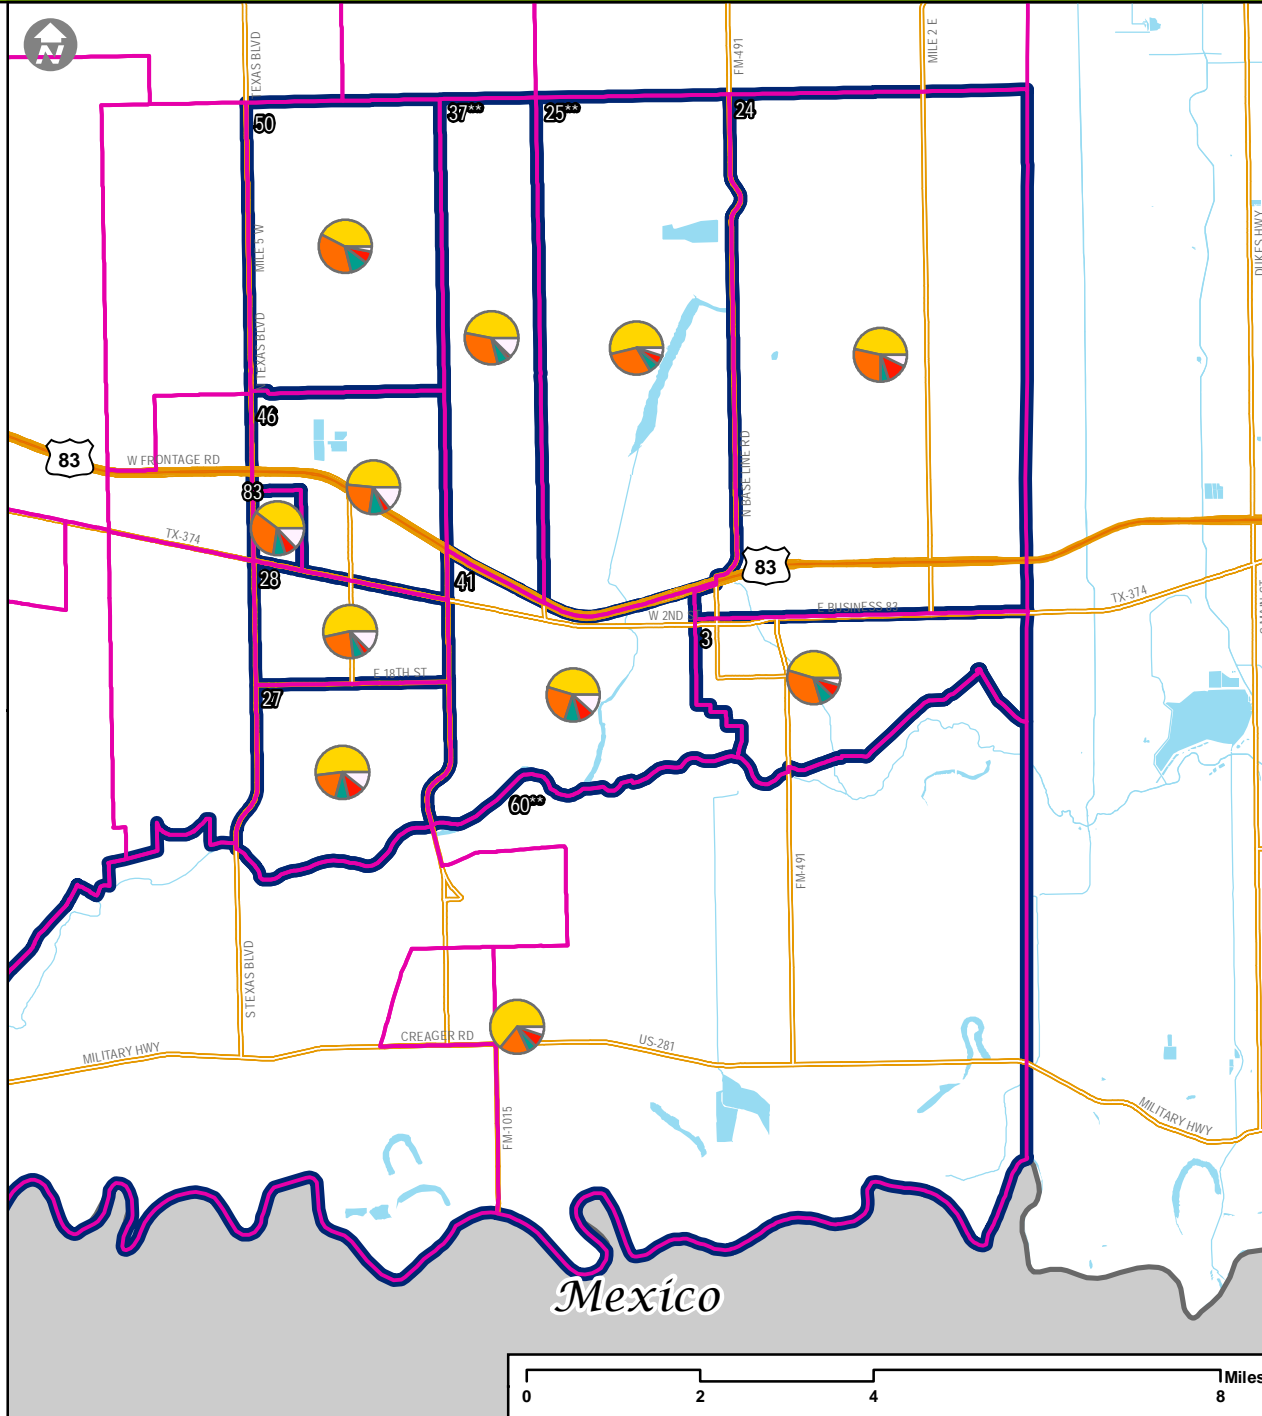 N
TEXAS BLVD
FM-491
MILE 2 E
50
37**
25**
24
MILE 5 W
DUKES HWY
TEXAS BLVD
46
83
W FRONTAGE RD
N BASE LINE RD
83
TX-374
28
41
83
E BUSINESS 83
TX-374
W 2ND S
3
E 18TH ST
27
60**
FM-491
S TEXAS BLVD
CREAGER RD
US-281
MILITARY HWY
FM-1015
MILITARY HWY
Mexico
Miles
0 2 4 8